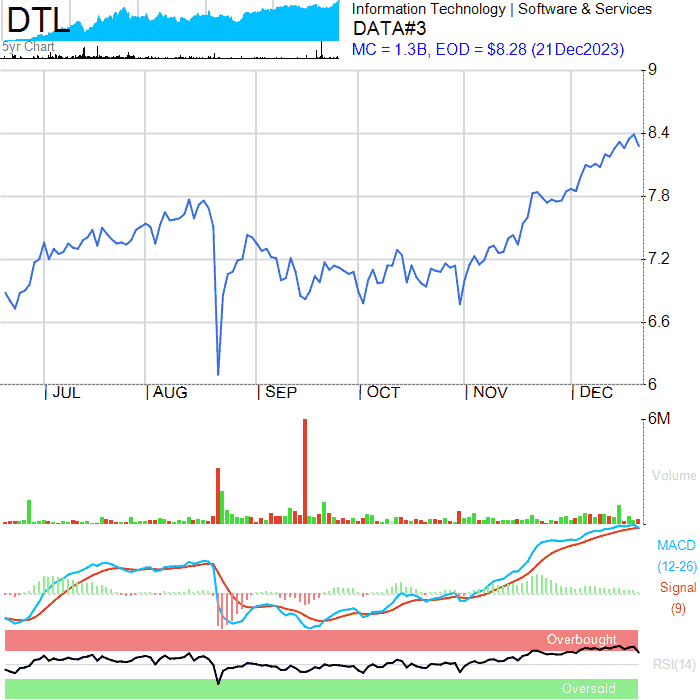 DTL
5yr Chart
Information Technology | Software & Services
DATA#3
MC = 1.3B, EOD = $8.28 (21Dec2023)
9
8.4
7.8
7.2
6.6
6
| JUL | AUG | SEP | OCT | NOV | DEC
6M
Volume
MACD
(12-26)
Signal
(9)
Overbought
RSI(14)
Oversold